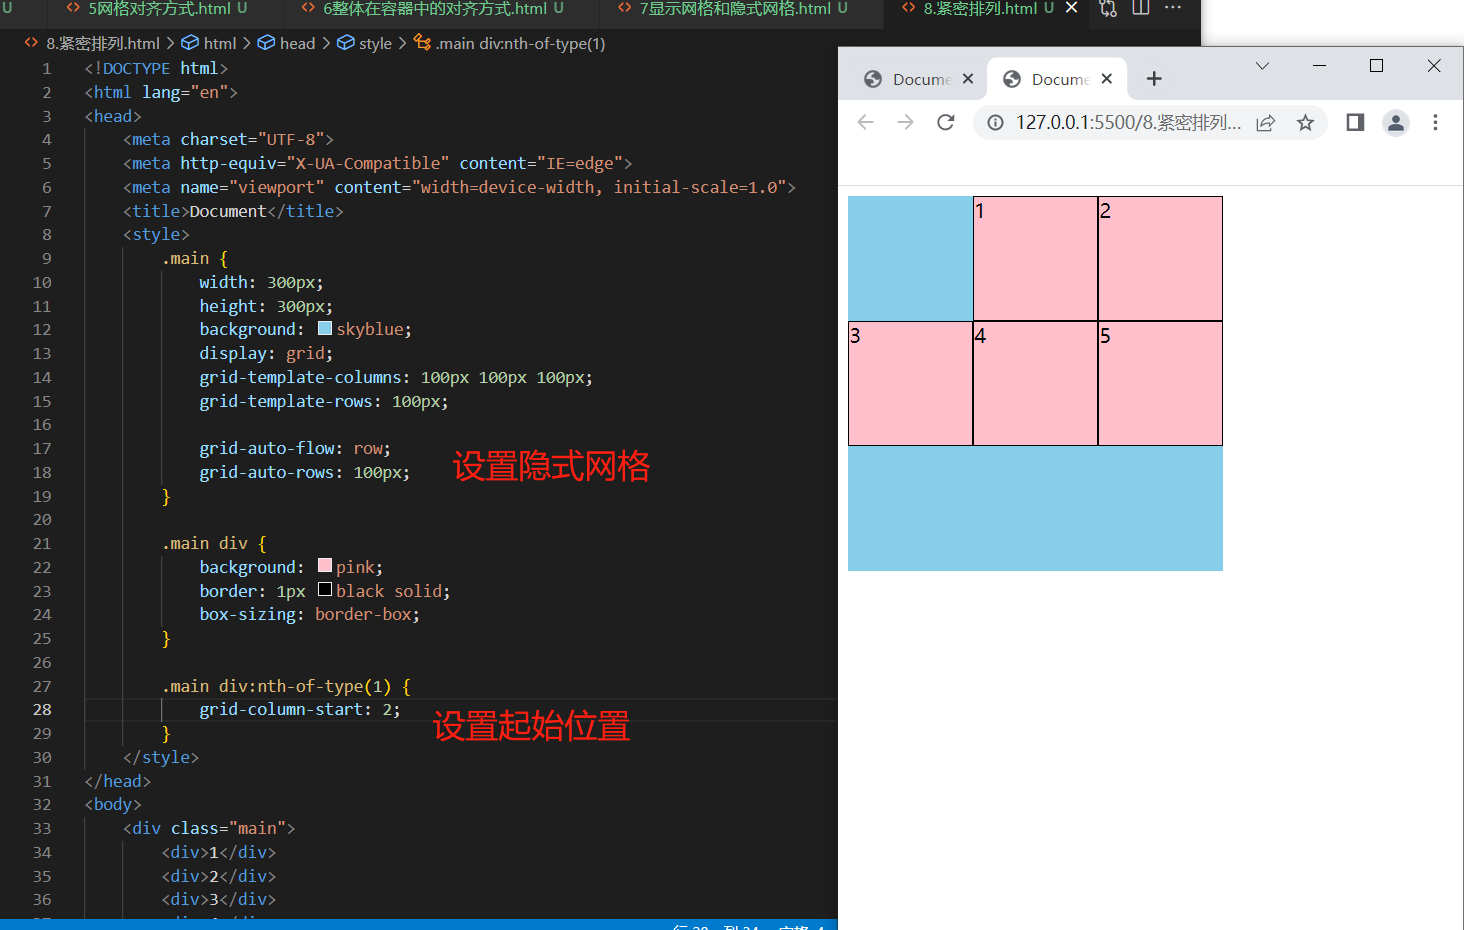 U
5网格对齐方式.html U
6整体在容器中的对齐方式.html U
7显示网格和隐式网格.html U
8.紧密排列.html U
8.紧密排列.html > html > head > style > .main div:nth-of-type(1)
1 <!DOCTYPE html>
2 <html lang="en">
3 <head>
4 <meta charset="UTF-8">
5 <meta http-equiv="X-UA-Compatible" content="IE=edge">
6 <meta name="viewport" content="width=device-width, initial-scale=1.0">
7 <title>Document</title>
8 <style>
9 .main {
10 width: 300px;
11 height: 300px;
12 background: skyblue;
13 display: grid;
14 grid-template-columns: 100px 100px 100px;
15 grid-template-rows: 100px;
16
17 grid-auto-flow: row;
18 grid-auto-rows: 100px;
设置隐式网格
19 }
20
21 .main div {
22 background: pink;
23 border: 1px black solid;
24 box-sizing: border-box;
25 }
26
27 .main div:nth-of-type(1) {
28 grid-column-start: 2;
设置起始位置
29 }
30 </style>
31 </head>
32 <body>
33 <div class="main">
34 <div>1</div>
35 <div>2</div>
36 <div>3</div>
Docume
Docume
127.0.0.1:5500/8.紧密排列...
1
2
3
4
5